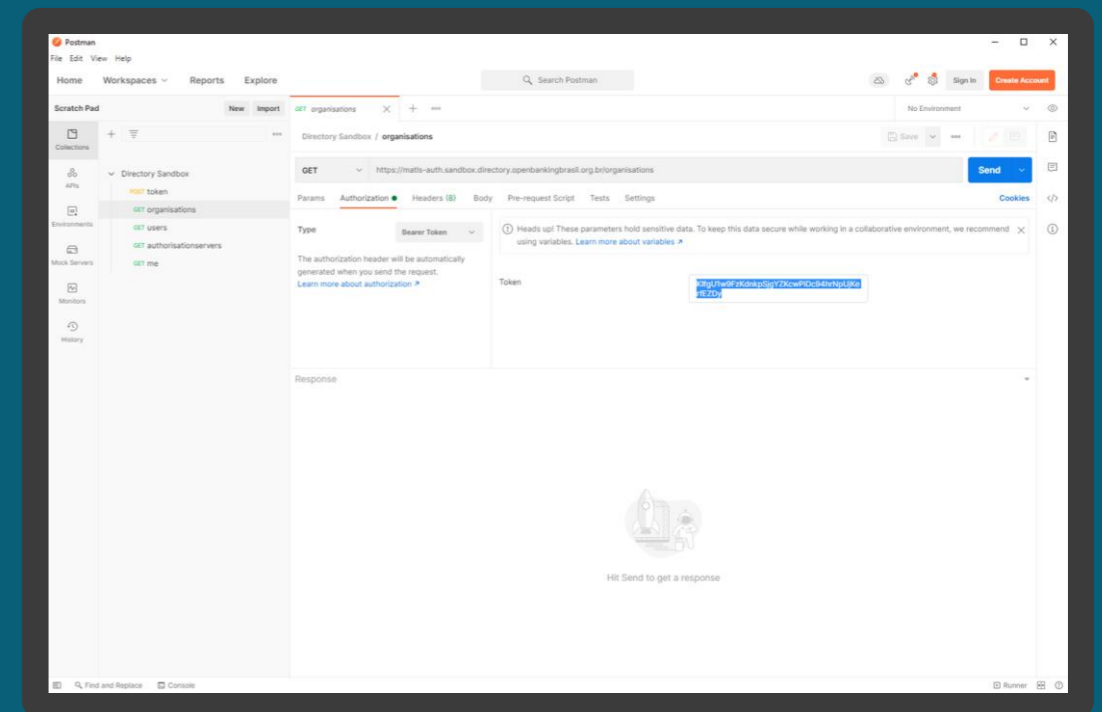 Postman
File Edit View Help
Home Workspaces Reports Explore
Search Postman
Sign In
Create Account
Scratch Pad
New
Import
GET organisations
No Environment
Collections
APIs
Environments
Mock Servers
Monitors
History
Directory Sandbox
POST token
GET organisations
GET users
GET authorisationservers
GET me
Directory Sandbox / organisations
Save
GET
https://matls-auth.sandbox.directory.openbankingbrasil.org.br/organisations
Send
Params Authorization Headers (8) Body Pre-request Script Tests Settings
Cookies
Type
Bearer Token
The authorization header will be automatically
generated when you send the request.
Learn more about authorization
Heads up! These parameters hold sensitive data. To keep this data secure while working in a collaborative environment, we recommend
using variables. Learn more about variables
Token
Response
Hit Send to get a response
Find and Replace Console
Runner